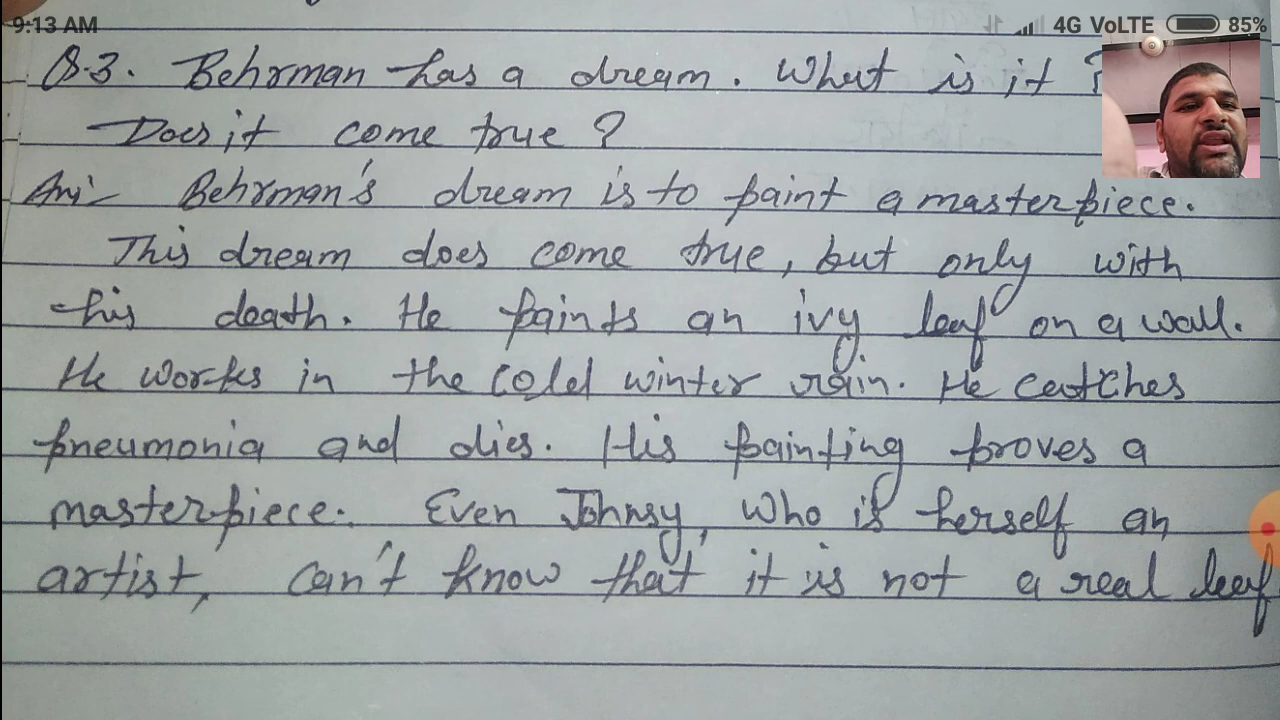 9:13 AM 4G VoLTE 85%
Q.3. Behrman has a dream. What is it ?
Does it come true ?
Ans- Behrman's dream is to paint a masterpiece.
This dream does come true, but only with
his death. He paints an ivy leaf on a wall.
He works in the cold winter rain. He catches
pneumonia and dies. His painting proves a
masterpiece. Even Johnsy, who is herself an
artist, can't know that it is not a real leaf